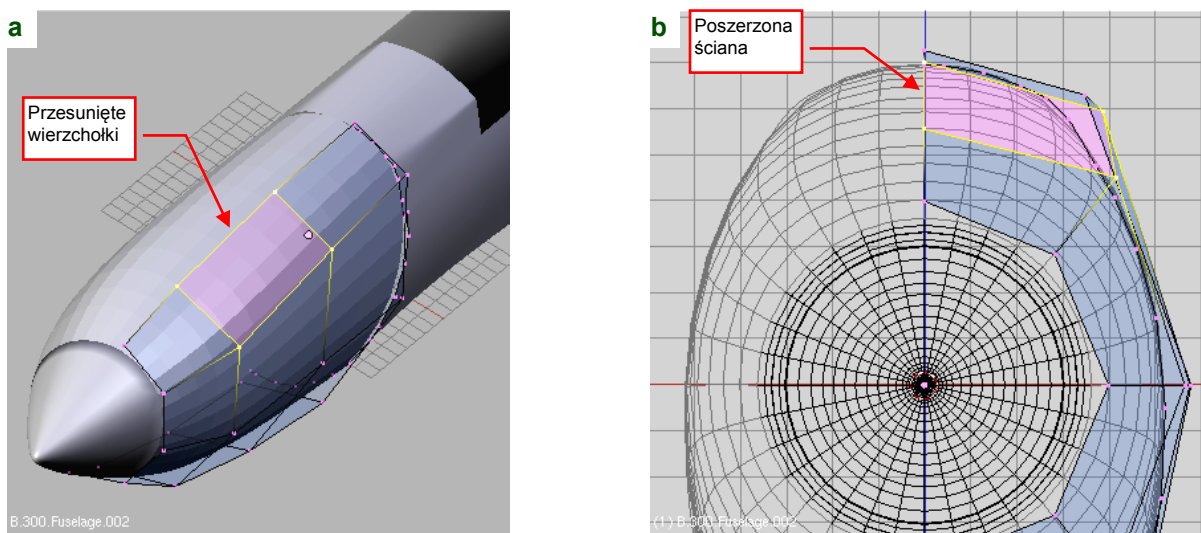 a
Przesunięte
wierzchołki
B.300.Fuselage.002
b
Poszerzona
ściana
(1) B.300.Fuselage.002